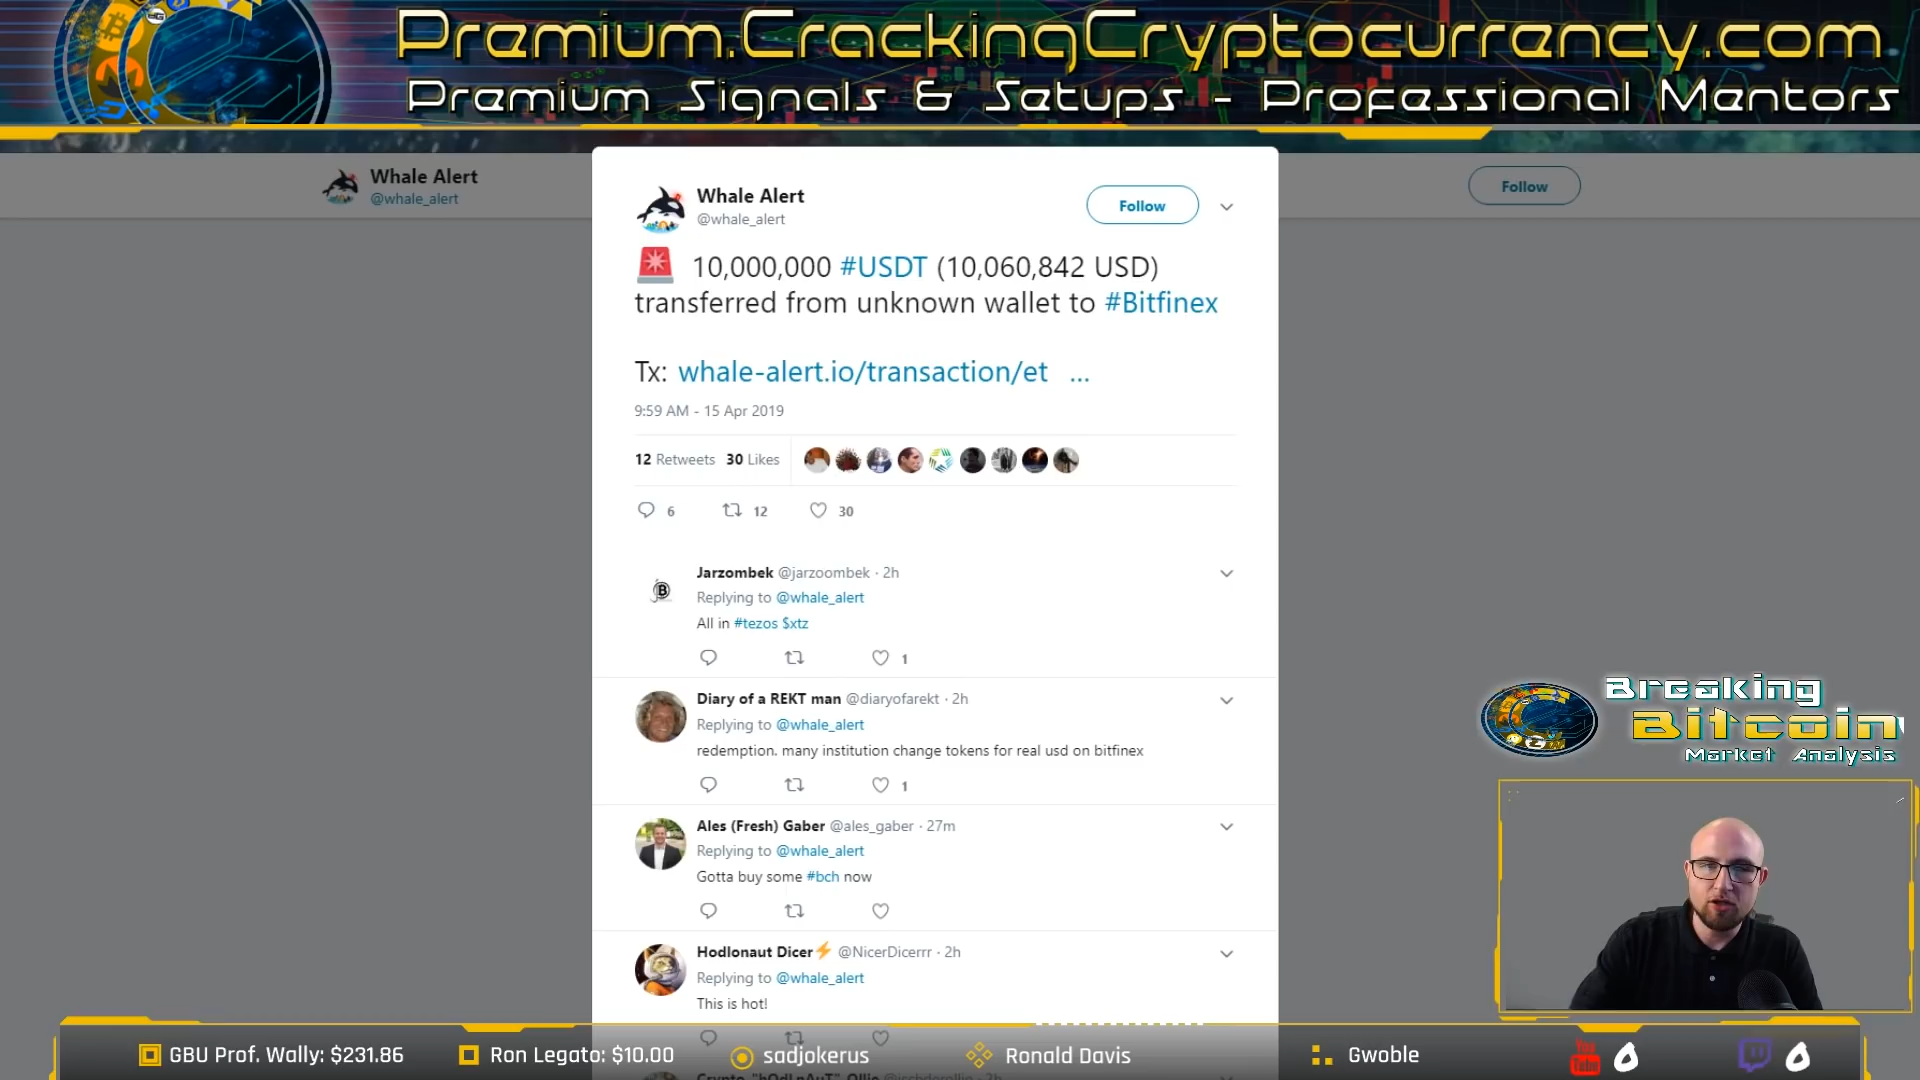 Premium.CrackingCryptocurrency.com
Premium Signals & Setups - Professional Mentors
Whale Alert
@whale_alert
Follow
Whale Alert
@whale_alert
Follow
10,000,000 #USDT (10,060,842 USD)
transferred from unknown wallet to #Bitfinex
Tx: whale-alert.io/transaction/et …
9:59 AM - 15 Apr 2019
12 Retweets 30 Likes
6 12 30
Jarzombek @jarzoombek · 2h
Replying to @whale_alert
All in #tezos $xtz
1
Diary of a REKT man @diaryofarekt · 2h
Replying to @whale_alert
redemption. many institution change tokens for real usd on bitfinex
1
Ales (Fresh) Gaber @ales_gaber · 27m
Replying to @whale_alert
Gotta buy some #bch now
Hodlonaut Dicer⚡ @NicerDicerrr · 2h
Replying to @whale_alert
This is hot!
Breaking
Bitcoin
Market Analysis
GBU Prof. Wally: $231.86
Ron Legato: $10.00
sadjokerus
Ronald Davis
Gwoble
You Tube 0
0